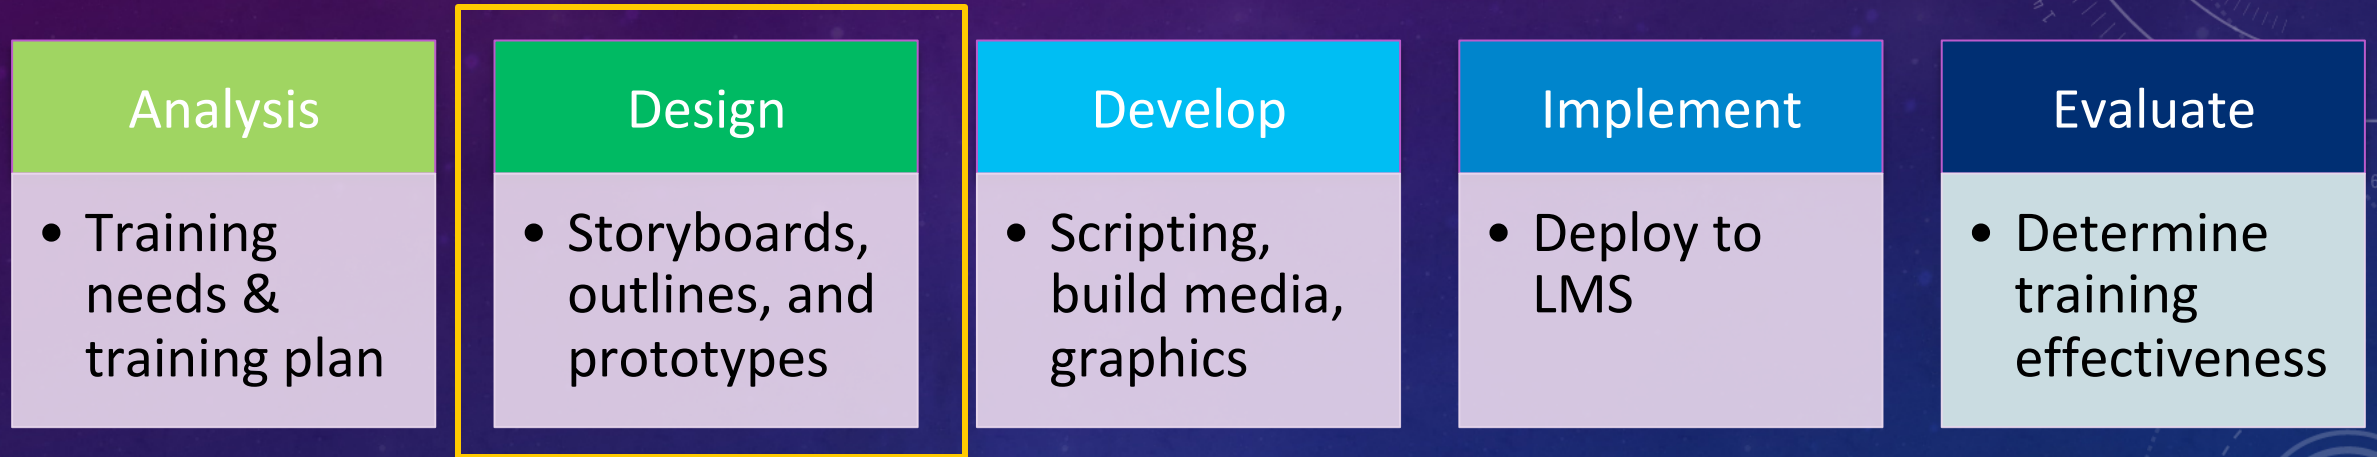 Analysis
• Training
needs &
training plan
Design
• Storyboards,
outlines, and
prototypes
Develop
• Scripting,
build media,
graphics
Implement
• Deploy to
LMS
Evaluate
• Determine
training
effectiveness